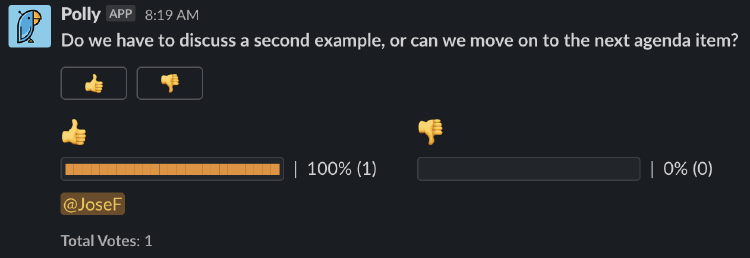 Polly APP 8:19 AM
Do we have to discuss a second example, or can we move on to the next agenda item?
| 100% (1) | 0% (0)
@JoseF
Total Votes: 1